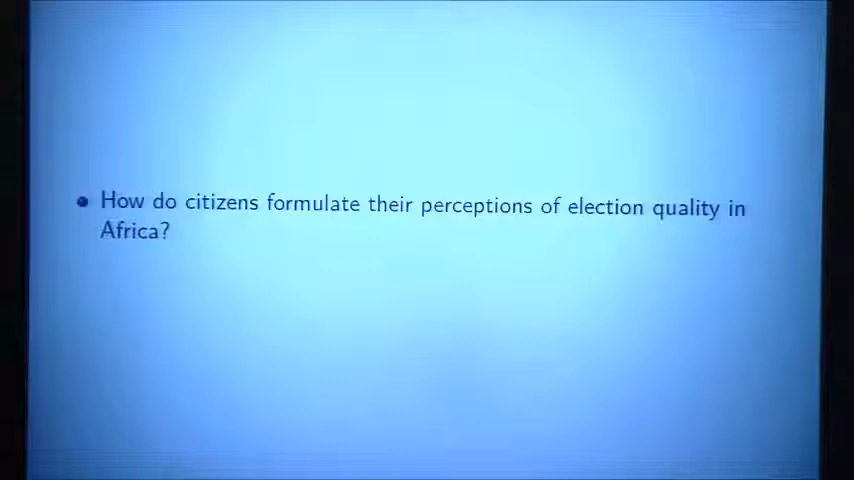 • How do citizens formulate their perceptions of election quality in
Africa?